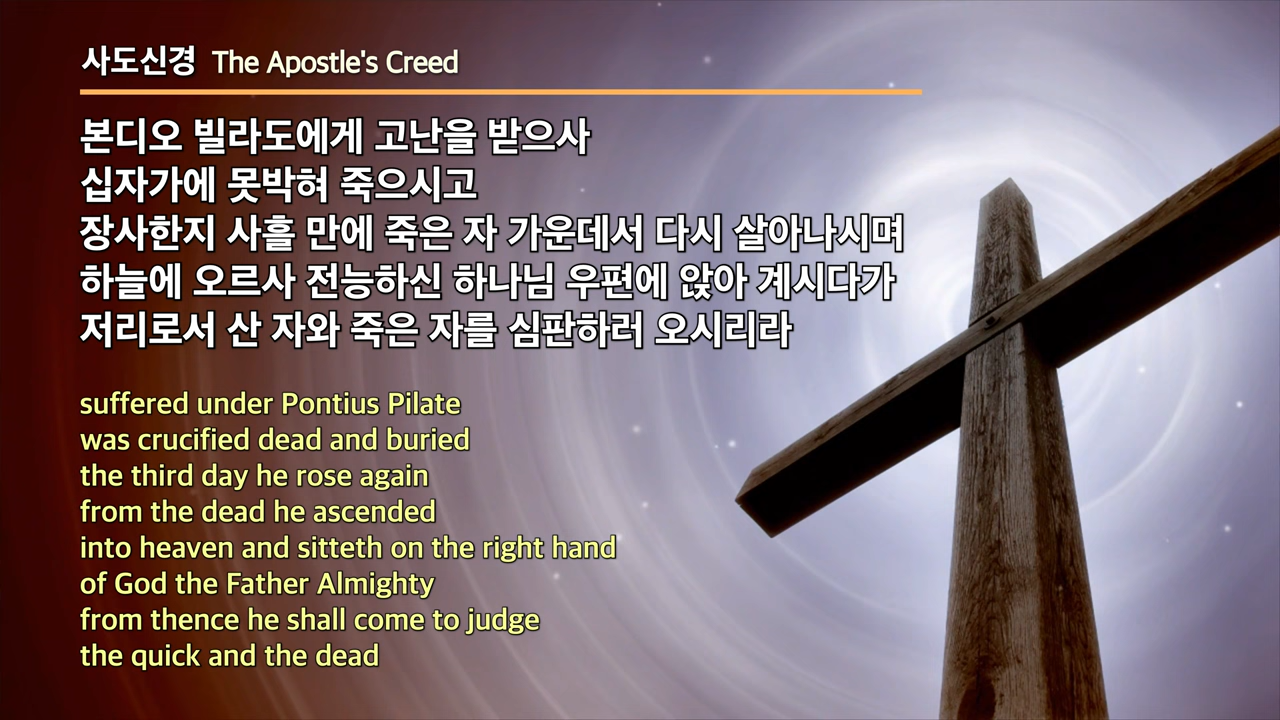 사도신경 The Apostle's Creed
본디오 빌라도에게 고난을 받으사
십자가에 못박혀 죽으시고
장사한지 사흘 만에 죽은 자 가운데서 다시 살아나시며
하늘에 오르사 전능하신 하나님 우편에 앉아 계시다가
저리로서 산 자와 죽은 자를 심판하러 오시리라
suffered under Pontius Pilate
was crucified dead and buried
the third day he rose again
from the dead he ascended
into heaven and sitteth on the right hand
of God the Father Almighty
from thence he shall come to judge
the quick and the dead